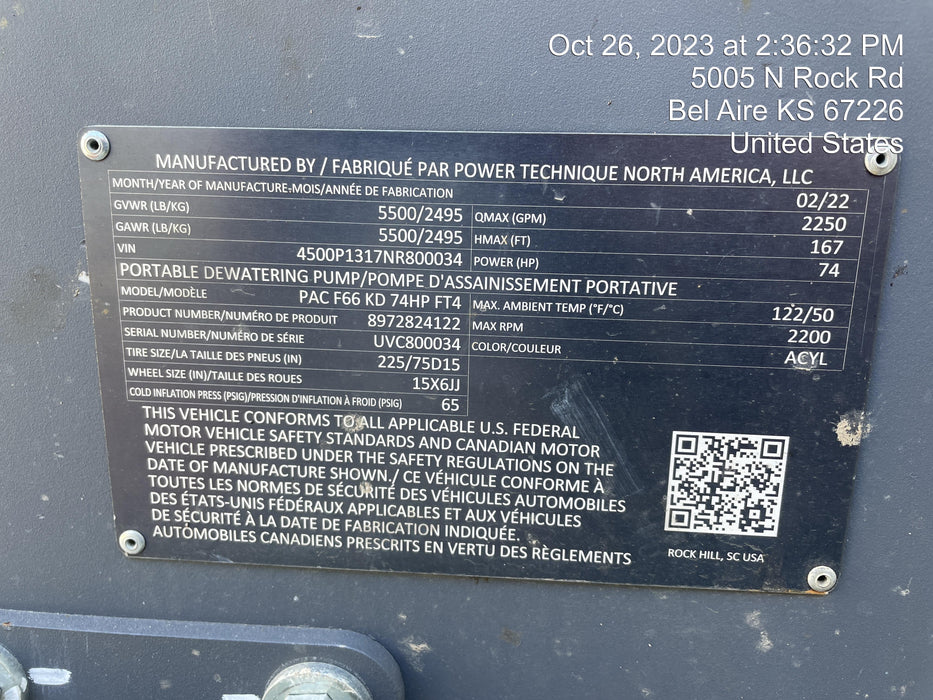 Oct 26, 2023 at 2:36:32 PM
5005 N Rock Rd
Bel Aire KS 67226
United States
MANUFACTURED BY / FABRIQUÉ PAR POWER TECHNIQUE NORTH AMERICA, LLC
MONTH/YEAR OF MANUFACTURE-MOIS/ANNÉE DE FABRICATION 02/22
GVWR (LB/KG) 5500/2495 QMAX (GPM) 2250
GAWR (LB/KG) 5500/2495 HMAX (FT) 167
VIN 4500P1317NR800034 POWER (HP) 74
PORTABLE DEWATERING PUMP/POMPE D'ASSAINISSEMENT PORTATIVE
MODEL/MODÈLE PAC F66 KD 74HP FT4 MAX. AMBIENT TEMP (°F/°C) 122/50
PRODUCT NUMBER/NUMÉRO DE PRODUIT 8972824122 MAX RPM 2200
SERIAL NUMBER/NUMÉRO DE SÉRIE UVC800034 COLOR/COULEUR ACYL
TIRE SIZE/LA TAILLE DES PNEUS (IN) 225/75D15
WHEEL SIZE (IN)/TAILLE DES ROUES 15X6JJ
COLD INFLATION PRESS (PSIG)/PRESSION D'INFLATION À FROID (PSIG) 65
THIS VEHICLE CONFORMS TO ALL APPLICABLE U.S. FEDERAL
MOTOR VEHICLE SAFETY STANDARDS AND CANADIAN MOTOR
VEHICLE PRESCRIBED UNDER THE SAFETY REGULATIONS ON THE
DATE OF MANUFACTURE SHOWN./ CE VÉHICULE CONFORME À
TOUTES LES NORMES DE SÉCURITÉ DES VÉHICULES AUTOMOBILES
DES ÉTATS-UNIS FÉDÉRAUX APPLICABLES ET AUX VÉHICULES
DE SÉCURITÉ À LA DATE DE FABRICATION INDIQUÉE.
AUTOMOBILES CANADIENS PRESCRITS EN VERTU DES RÈGLEMENTS
ROCK HILL, SC USA